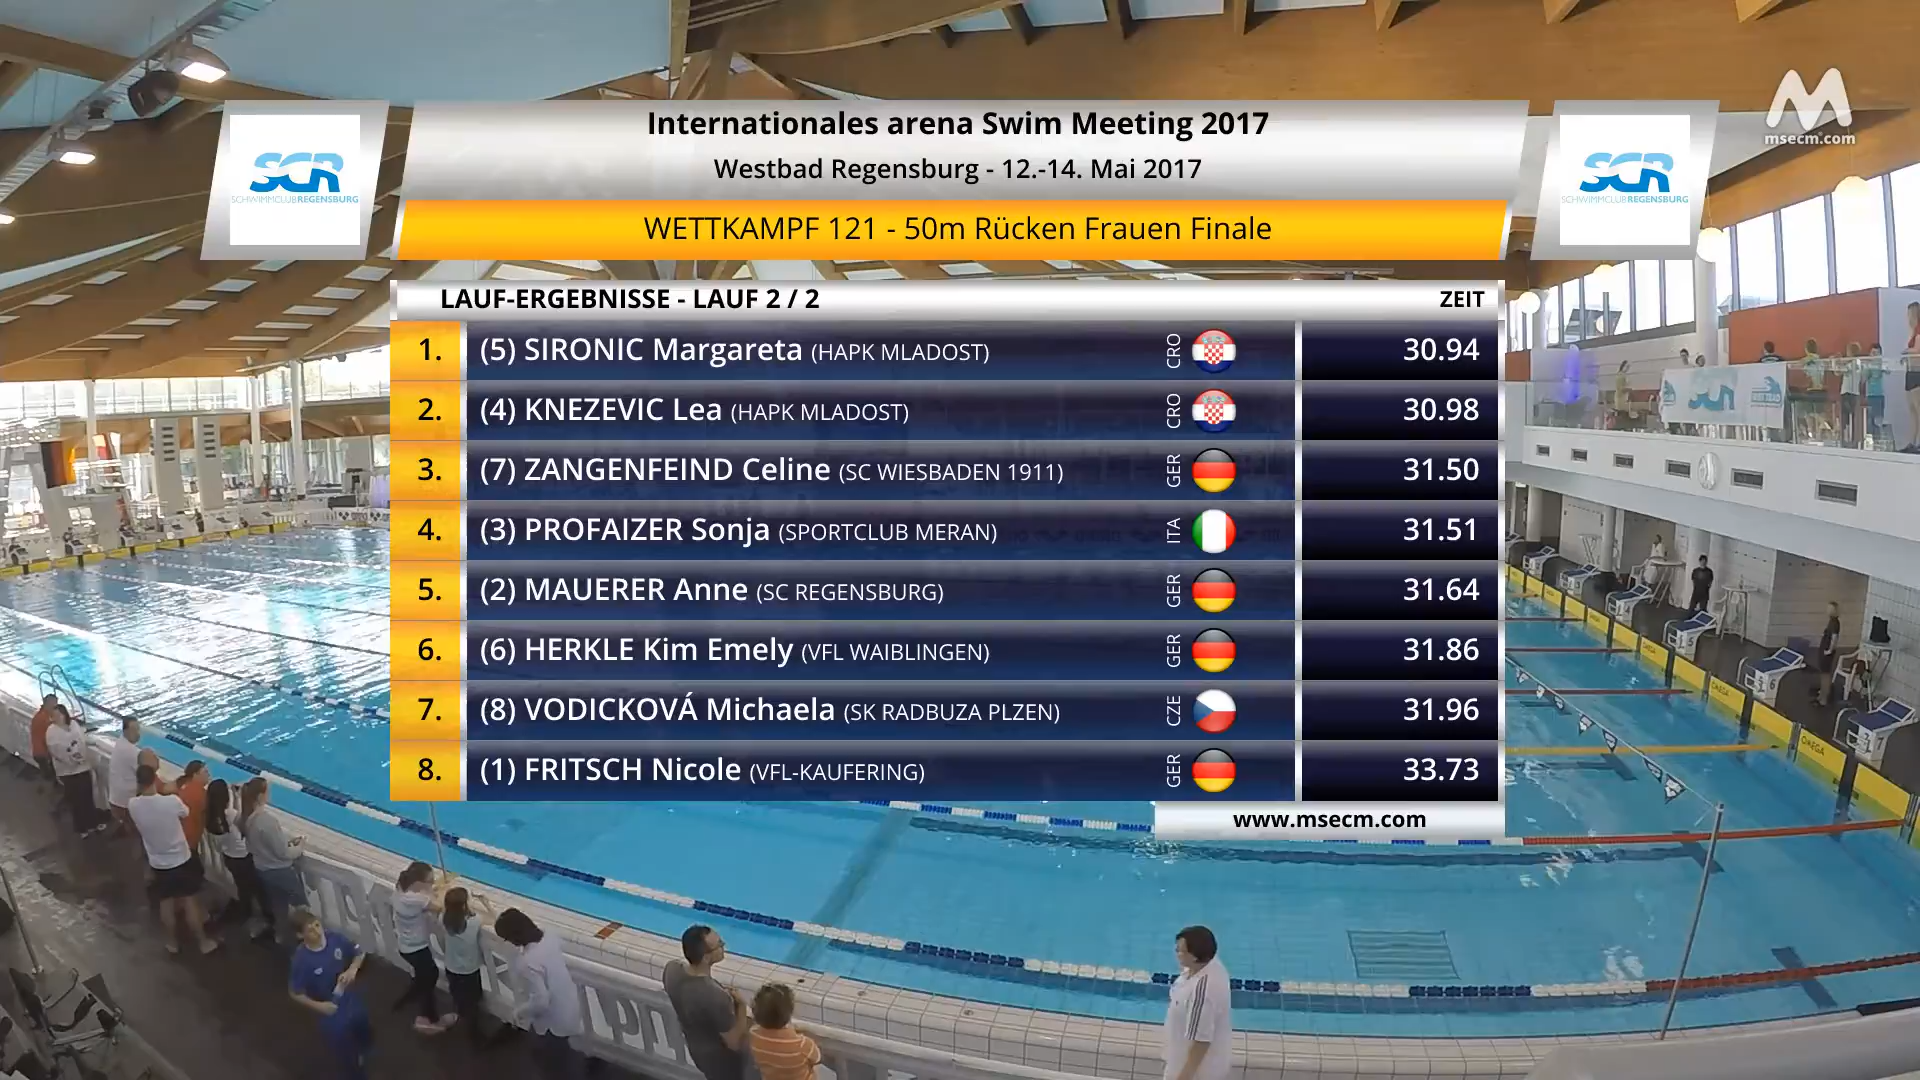 msecm.com
SCR
SCHWIMMCLUBREGENSBURG
Internationales arena Swim Meeting 2017
Westbad Regensburg - 12.-14. Mai 2017
SCR
SCHWIMMCLUBREGENSBURG
WETTKAMPF 121 - 50m Rücken Frauen Finale
LAUF-ERGEBNISSE - LAUF 2 / 2 ZEIT
1. (5) SIRONIC Margareta (HAPK MLADOST) CRO 30.94
2. (4) KNEZEVIC Lea (HAPK MLADOST) CRO 30.98
3. (7) ZANGENFEIND Celine (SC WIESBADEN 1911) GER 31.50
4. (3) PROFAIZER Sonja (SPORTCLUB MERAN) ITA 31.51
5. (2) MAUERER Anne (SC REGENSBURG) GER 31.64
6. (6) HERKLE Kim Emely (VFL WAIBLINGEN) GER 31.86
7. (8) VODICKOVÁ Michaela (SK RADBUZA PLZEN) CZE 31.96
8. (1) FRITSCH Nicole (VFL-KAUFERING) GER 33.73
www.msecm.com
OMEGA